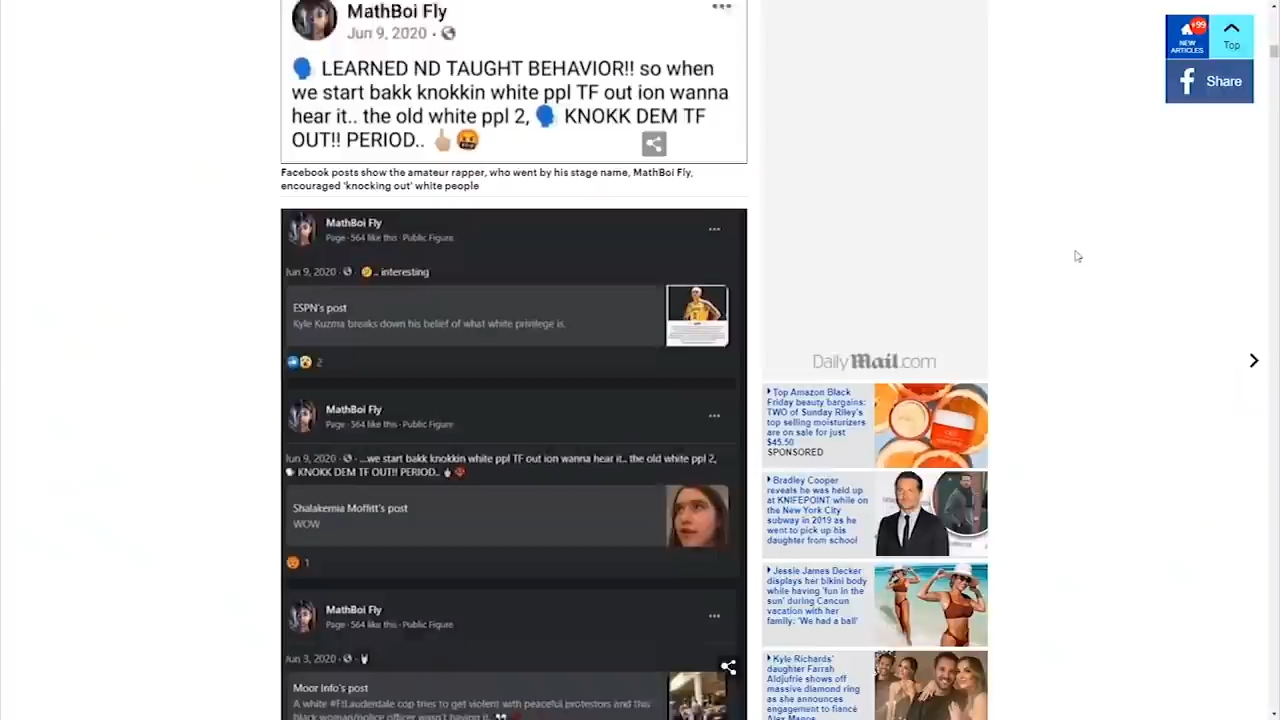 MathBoi Fly
Jun 9, 2020
LEARNED ND TAUGHT BEHAVIOR!! so when
we start bakk knokkin white ppl TF out ion wanna
hear it.. the old white ppl 2, KNOKK DEM TF
OUT!! PERIOD..
Facebook posts show the amateur rapper, who went by his stage name, MathBoi Fly,
encouraged 'knocking out' white people
MathBoi Fly
Page · 564 like this · Public Figure
Jun 9, 2020 · .. interesting
ESPN's post
Kyle Kuzma breaks down his belief of what white privilege is.
2
MathBoi Fly
Page · 564 like this · Public Figure
Jun 9, 2020 · ...we start bakk knokkin white ppl TF out ion wanna hear it.. the old white ppl 2,
KNOKK DEM TF OUT!! PERIOD..
Shalakemia Moffitt's post
WOW
1
MathBoi Fly
Page · 564 like this · Public Figure
Jun 3, 2020
Moor Info's post
A white #FtLauderdale cop tries to get violent with peaceful protestors and this
black woman/police officer wasn't having it.
DailyMail.com
Top Amazon Black
Friday beauty bargains:
TWO of Sunday Riley's
top selling moisturizers
are on sale for just
$45.50
SPONSORED
Bradley Cooper
reveals he was held up
at KNIFEPOINT while on
the New York City
subway in 2019 as he
went to pick up his
daughter from school
Jessie James Decker
displays her bikini body
while having 'fun in the
sun' during Cancun
vacation with her
family: 'We had a ball'
Kyle Richards'
daughter Farrah
Aldjufrie shows off
massive diamond ring
as she announces
engagement to fiancé
Alex Manos
+99
NEW
ARTICLES
Top
Share